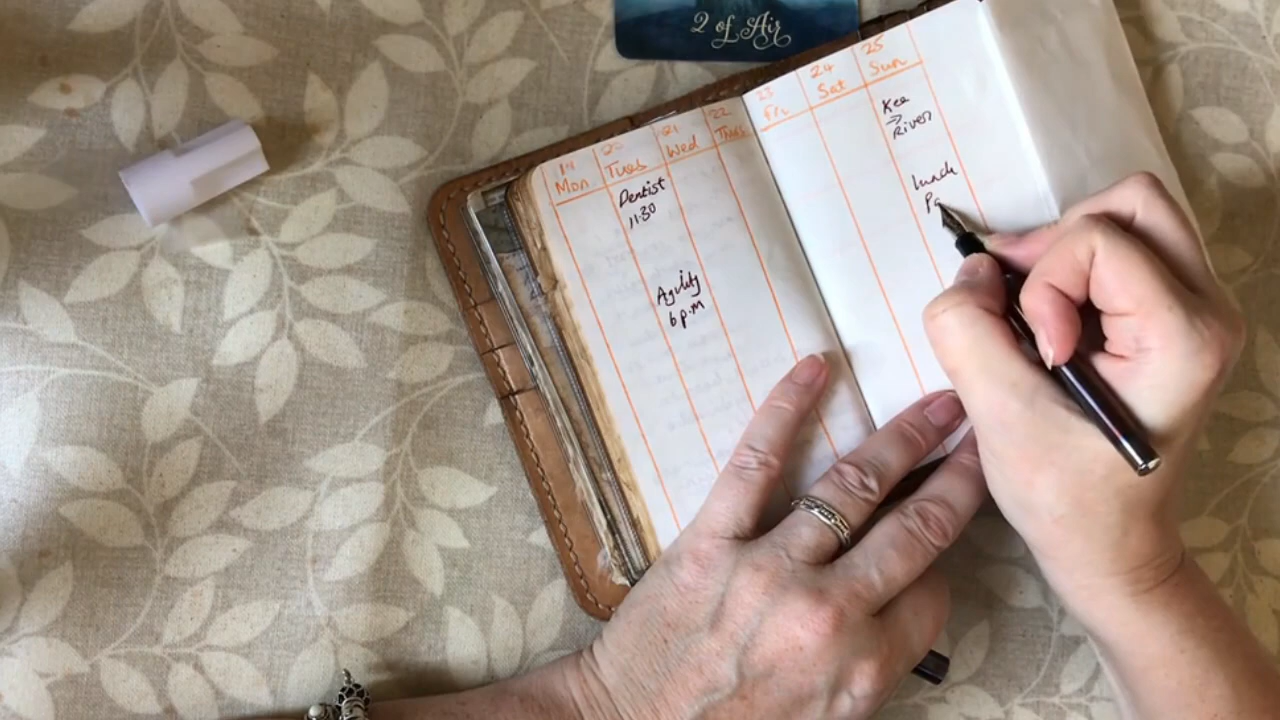 2 of Air
19
Mon
20
Tues
21
Wed
22
Thurs
23
Fri
24
Sat
25
Sun
Dentist
11.30
Agility
6 p.m
→ River
Lunch
Pa